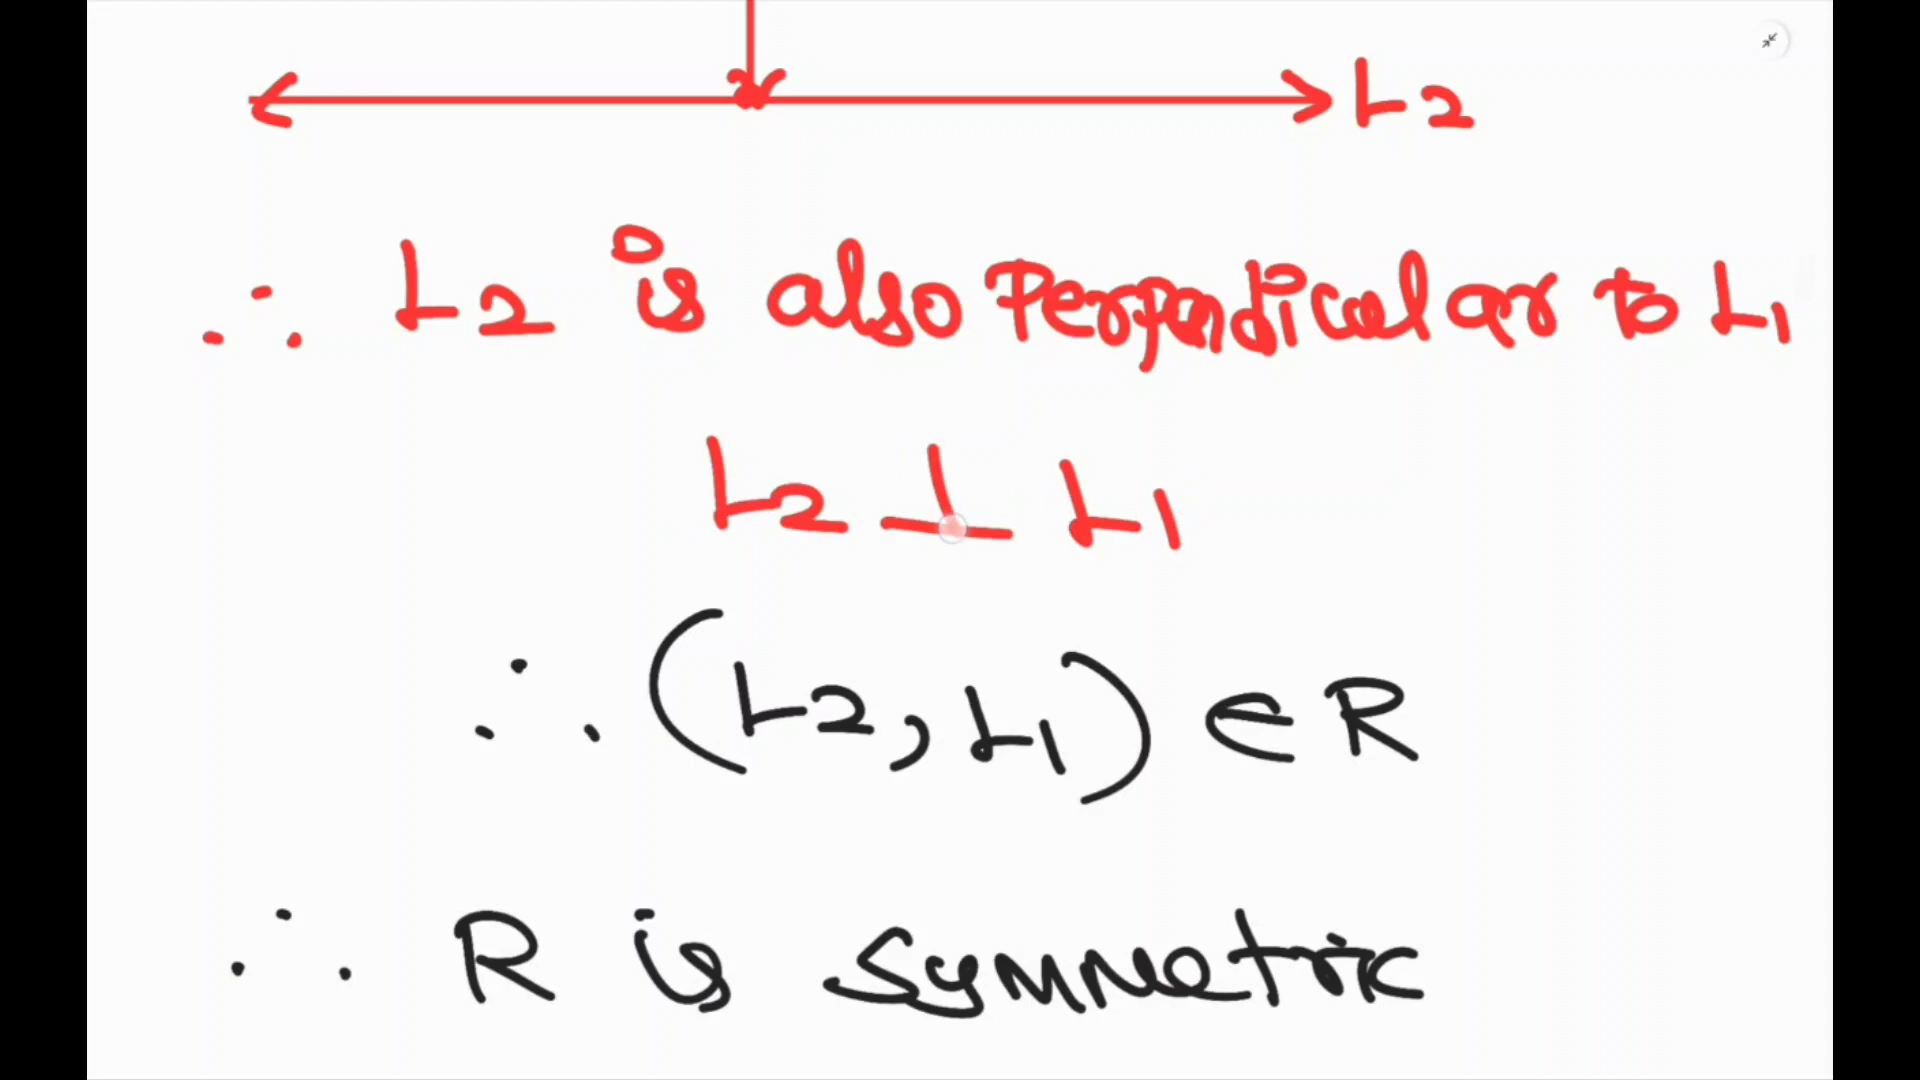 L2
∴ L2 is also Perpendicular to L1
L2 ⊥ L1
∴ (L2, L1) ∈ R
∴ R is symmetric